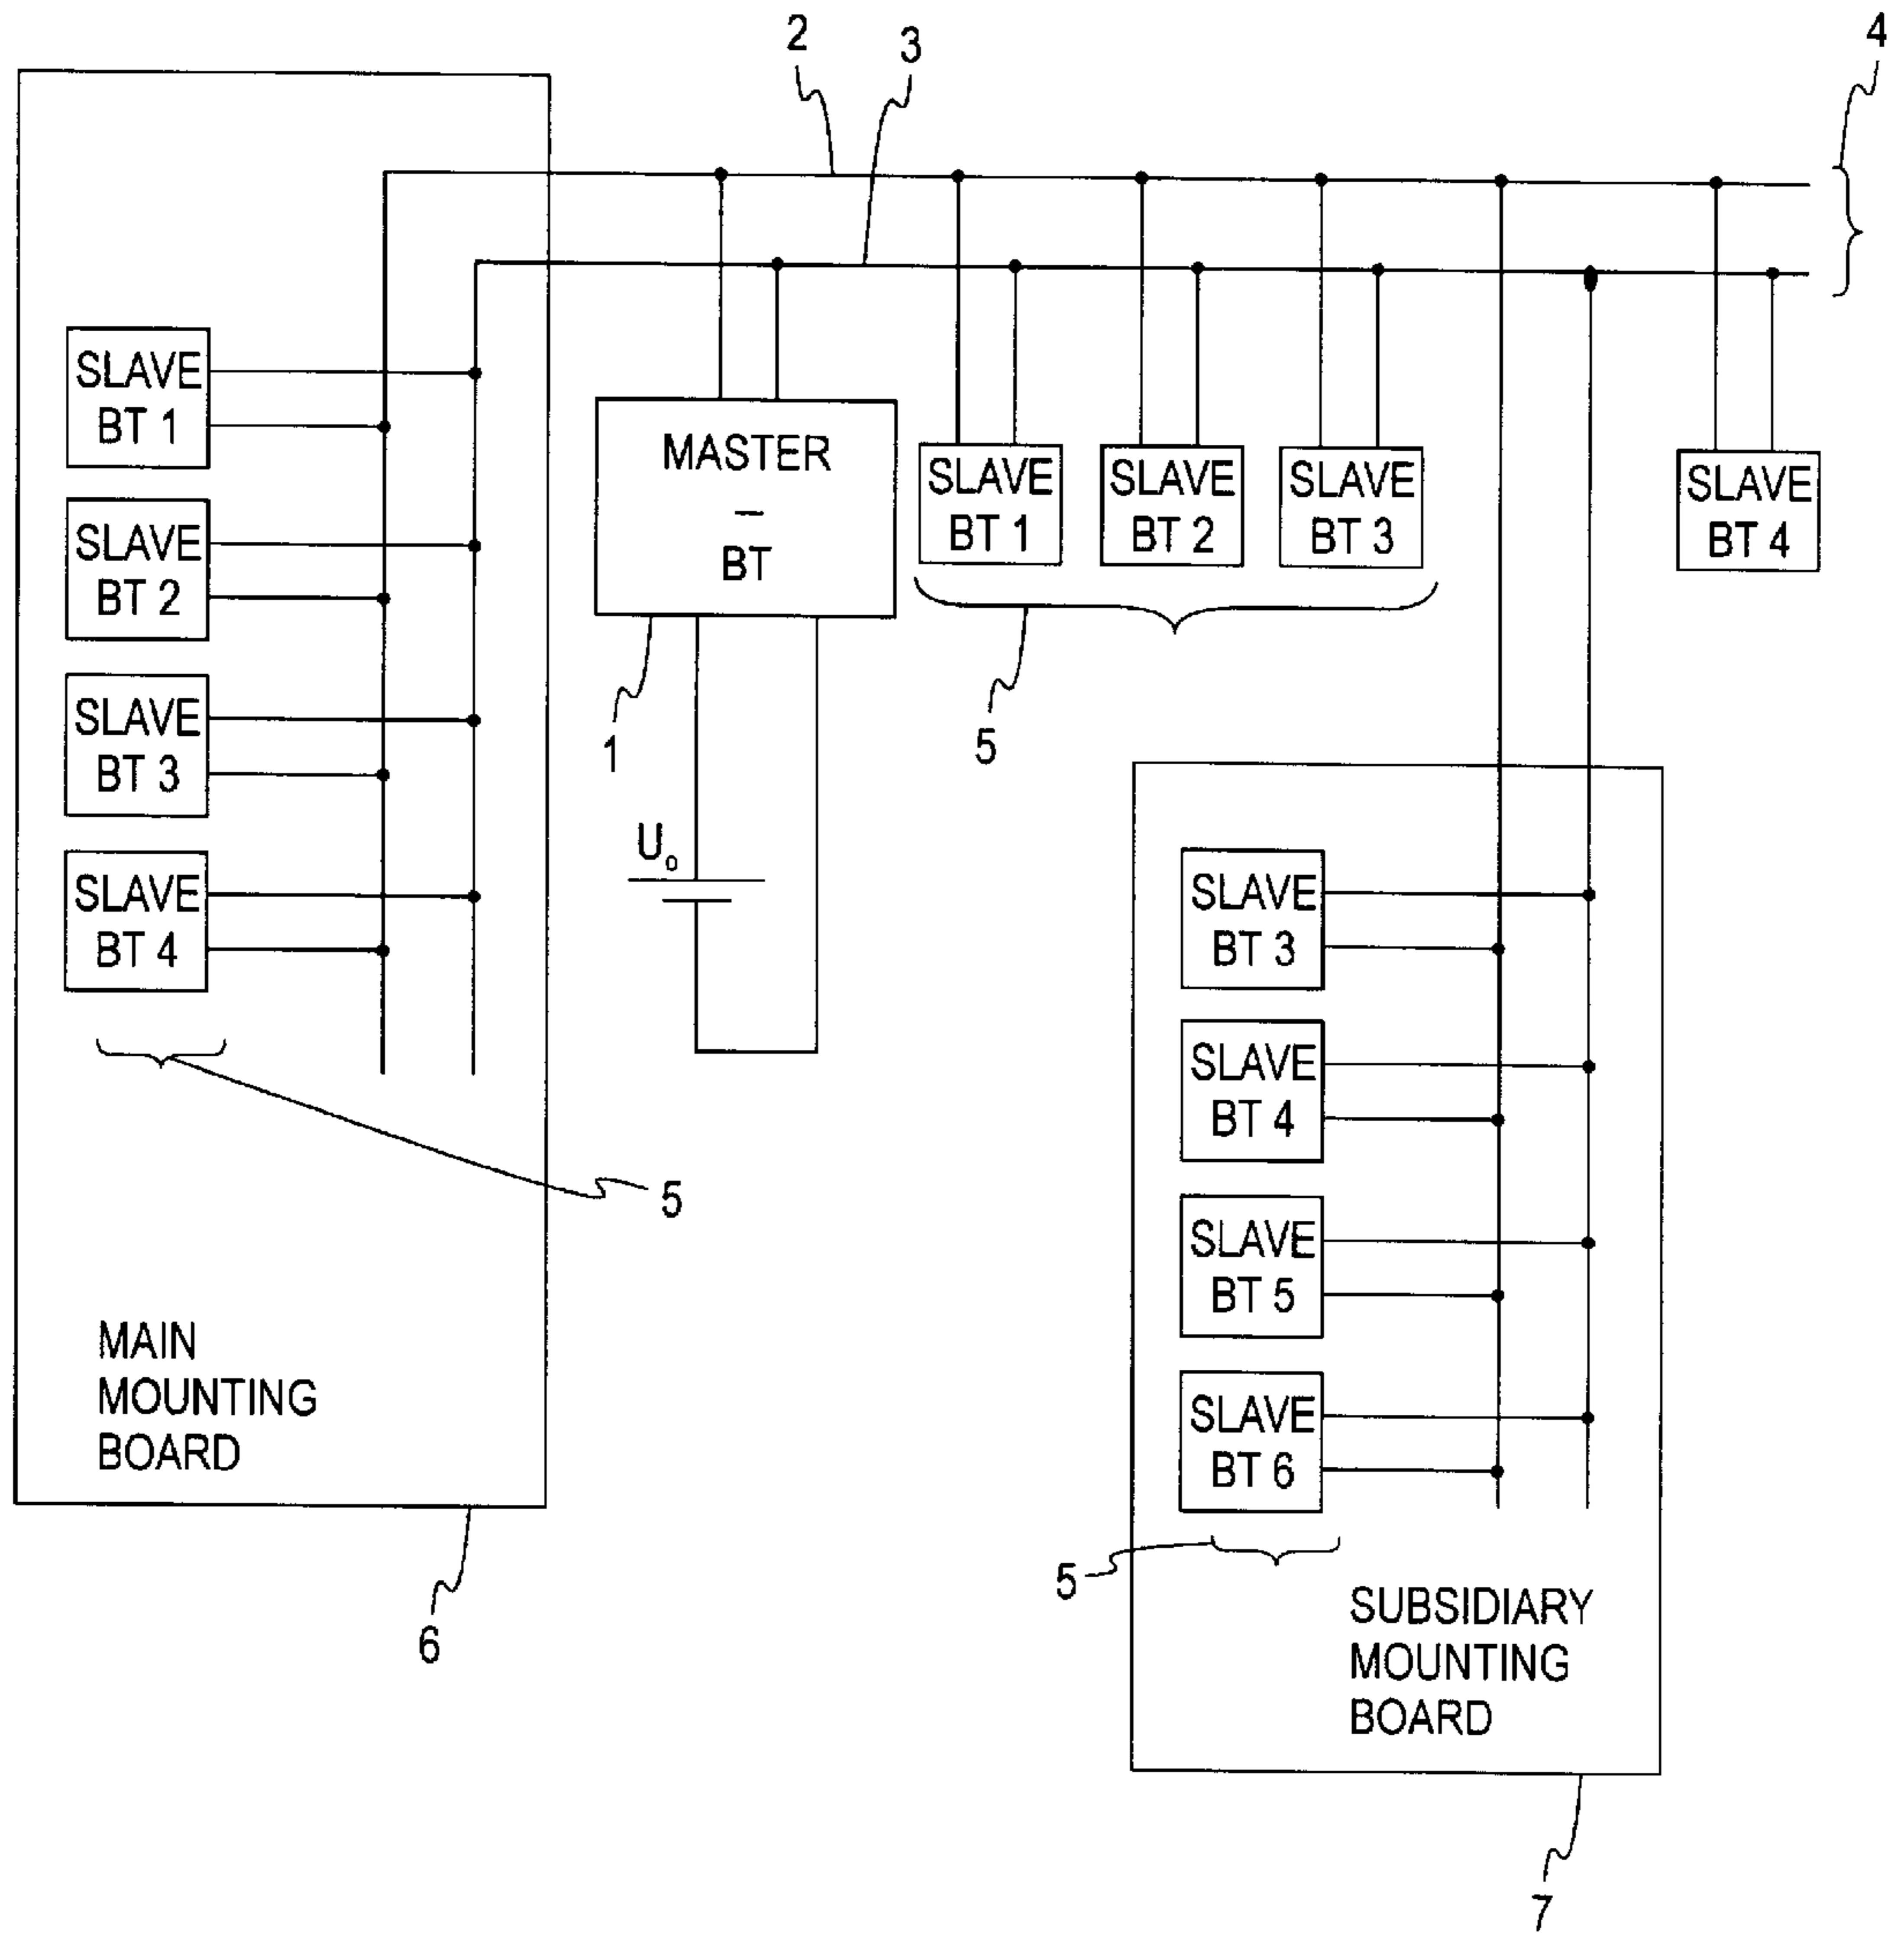 2
3
4
SLAVE
BT 1
SLAVE
BT 2
SLAVE
BT 3
SLAVE
BT 4
5
MAIN
MOUNTING
BOARD
6
MASTER
–
BT
1
U₀
SLAVE
BT 1
SLAVE
BT 2
SLAVE
BT 3
5
SLAVE
BT 4
SLAVE
BT 3
SLAVE
BT 4
SLAVE
BT 5
SLAVE
BT 6
5
SUBSIDIARY
MOUNTING
BOARD
7